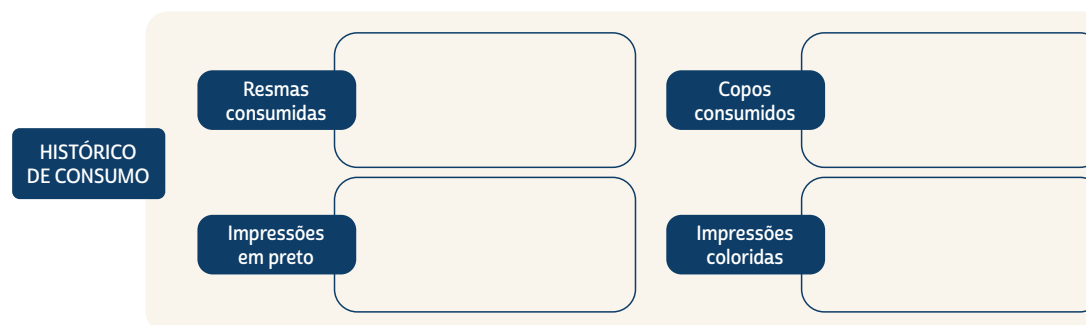 Resmas
consumidas
Copos
consumidos
HISTÓRICO
DE CONSUMO
Impressões
em preto
Impressões
coloridas